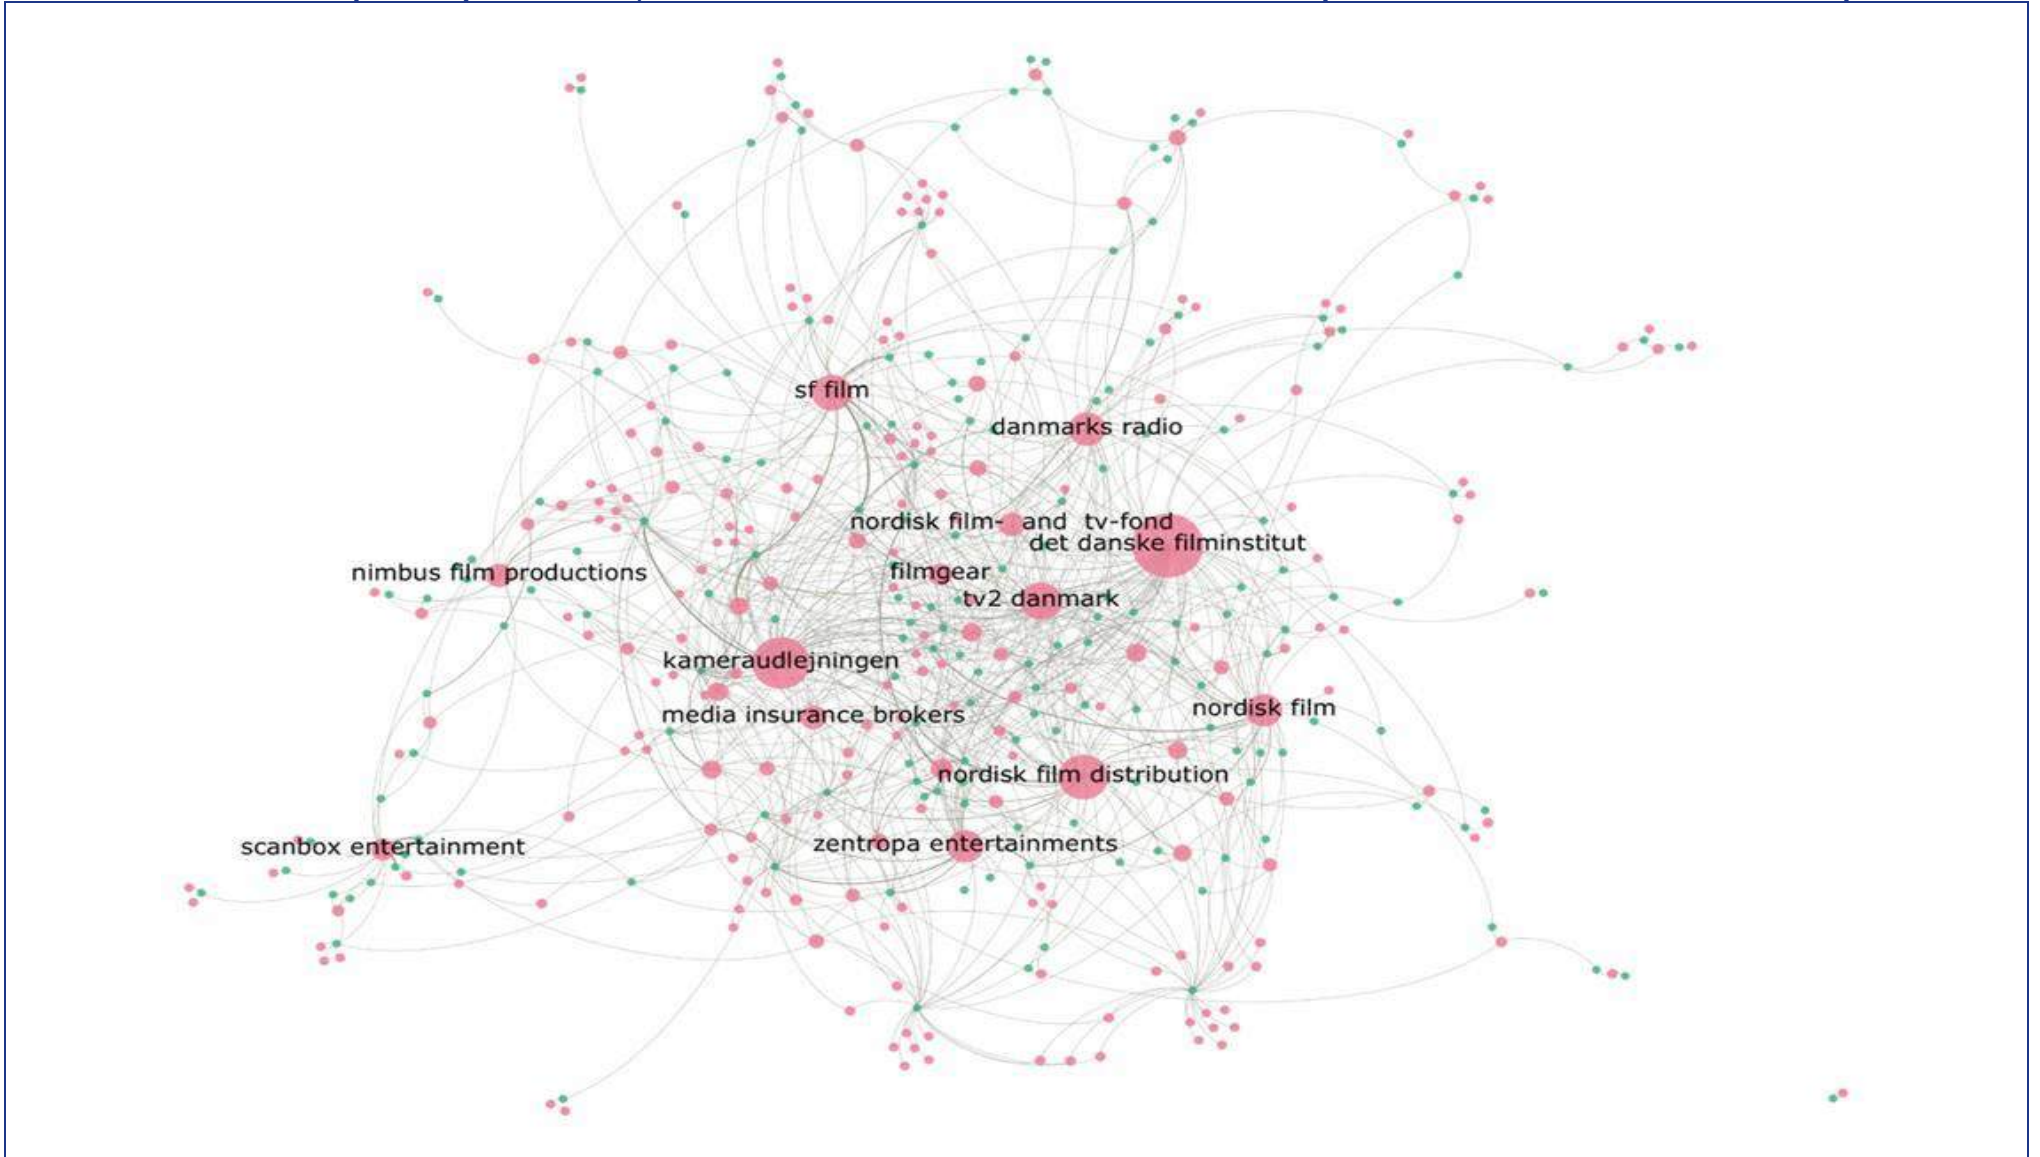 sf film
danmarks radio
nordisk film- and tv-fond
det danske filminstitut
nimbus film productions
filmgear
tv2 danmark
kameraudlejningen
media insurance brokers
nordisk film
nordisk film distribution
scanbox entertainment
zentropa entertainments